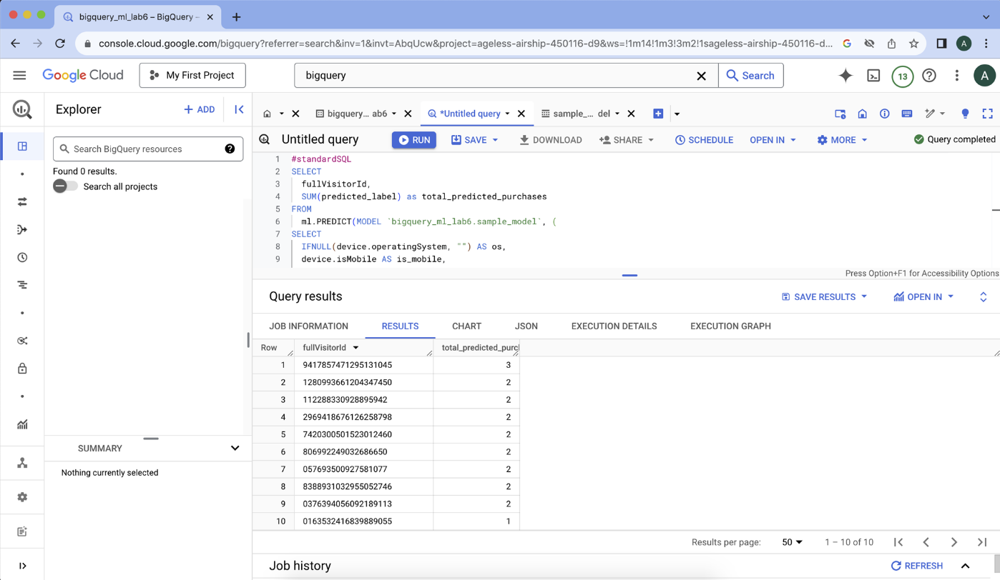 bigquery_ml_lab6 – BigQuery –
console.cloud.google.com/bigquery?referrer=search&inv=1&invt=AbqUcw&project=ageless-airship-450116-d9&ws=!1m14!1m3!3m2!1sageless-airship-450116-d...
A
Google Cloud
My First Project
bigquery
Search
13
A
Explorer
+ ADD
bigquery... ab6
*Untitled query
sample_... del
Search BigQuery resources
Found 0 results.
Search all projects
Untitled query
RUN
SAVE
DOWNLOAD
SHARE
SCHEDULE
OPEN IN
MORE
Query completed
1 #standardSQL
2 SELECT
3 fullVisitorId,
4 SUM(predicted_label) as total_predicted_purchases
5 FROM
6 ml.PREDICT(MODEL `bigquery_ml_lab6.sample_model`, (
7 SELECT
8 IFNULL(device.operatingSystem, "") AS os,
9 device.isMobile AS is_mobile,
Press Option+F1 for Accessibility Options
Query results
SAVE RESULTS
OPEN IN
JOB INFORMATION
RESULTS
CHART
JSON
EXECUTION DETAILS
EXECUTION GRAPH
Row fullVisitorId total_predicted_purcl
1 9417857471295131045 3
2 1280993661204347450 2
3 112288330928895942 2
4 2969418676126258798 2
5 7420300501523012460 2
6 806992249032686650 2
7 057693500927581077 2
8 8388931032955052746 2
9 0376394056092189113 2
10 0163532416839889055 1
Results per page: 50 1 – 10 of 10
SUMMARY
Nothing currently selected
Job history
REFRESH